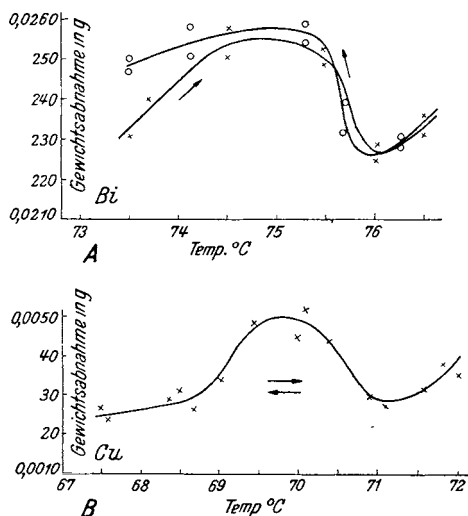 0,0260
250
240
230
220
0,0210
Gewichtsabnahme in g
Bi
73 74 75 76
Temp. °C
A
0,0050
40
30
20
0,0010
Gewichtsabnahme in g
Cu
67 68 69 70 71 72
Temp °C
B